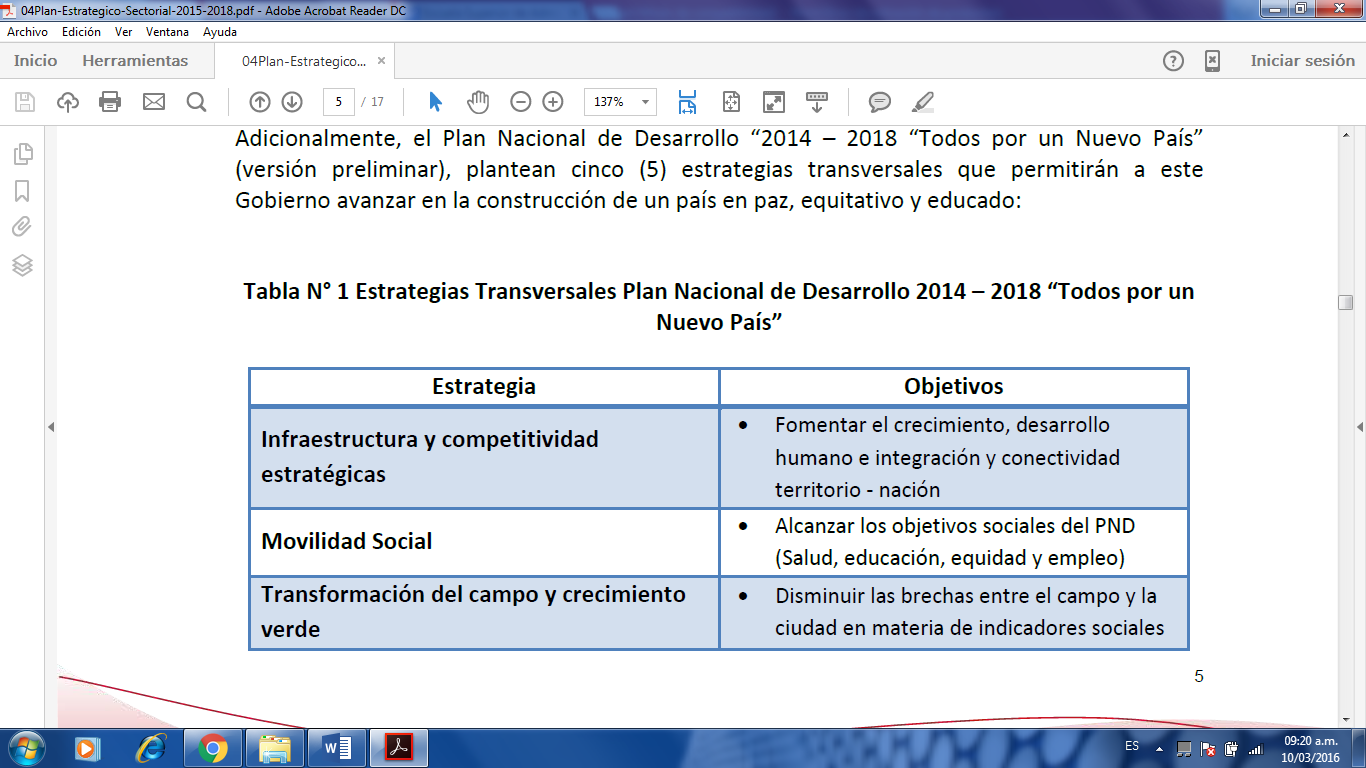 04Plan-Estrategico-Sectorial-2015-2018.pdf - Adobe Acrobat Reader DC
Archivo Edición Ver Ventana Ayuda
Inicio Herramientas 04Plan-Estrategico... × Iniciar sesión
5 / 17 137%
Adicionalmente, el Plan Nacional de Desarrollo “2014 – 2018 “Todos por un Nuevo País”
(versión preliminar), plantean cinco (5) estrategias transversales que permitirán a este
Gobierno avanzar en la construcción de un país en paz, equitativo y educado:
Tabla N° 1 Estrategias Transversales Plan Nacional de Desarrollo 2014 – 2018 “Todos por un
Nuevo País”
Estrategia
Objetivos
Infraestructura y competitividad
estratégicas
• Fomentar el crecimiento, desarrollo
humano e integración y conectividad
territorio - nación
Movilidad Social
• Alcanzar los objetivos sociales del PND
(Salud, educación, equidad y empleo)
Transformación del campo y crecimiento
verde
• Disminuir las brechas entre el campo y la
ciudad en materia de indicadores sociales
5
ES
09:20 a.m.
10/03/2016